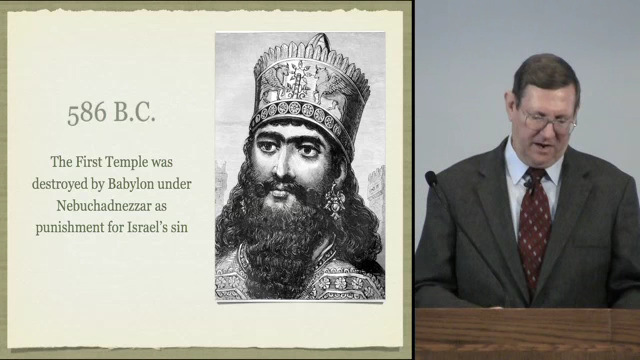 586 B.C.
The First Temple was
destroyed by Babylon under
Nebuchadnezzar as
punishment for Israel's sin